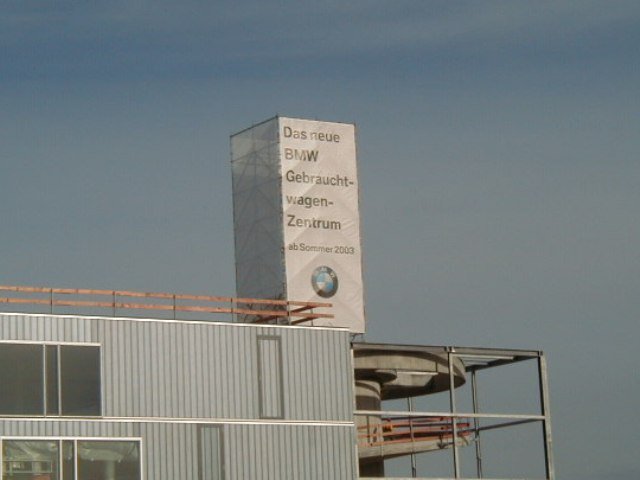 Das neue
BMW
Gebraucht-
wagen-
Zentrum
ab Sommer 2003